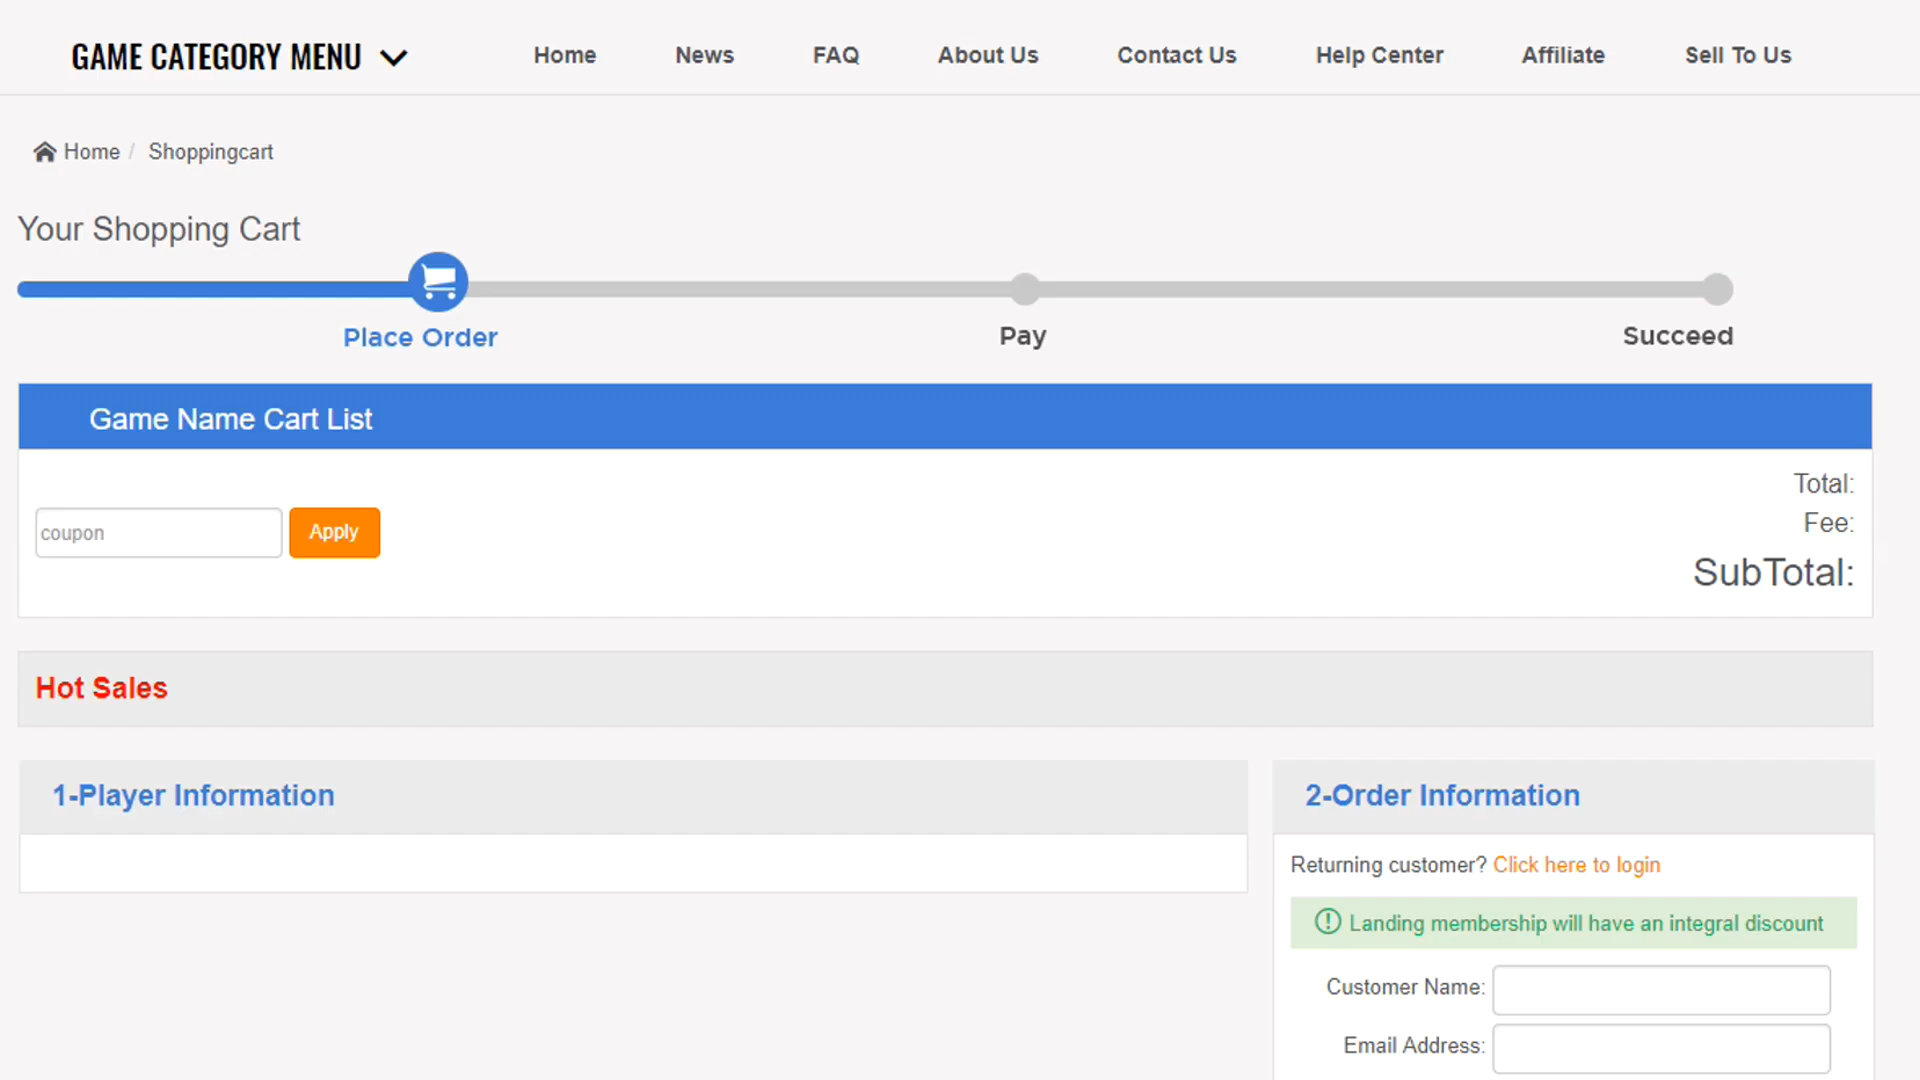 GAME CATEGORY MENU
Home
News
FAQ
About Us
Contact Us
Help Center
Affiliate
Sell To Us
Home / Shoppingcart
Your Shopping Cart
Place Order
Pay
Succeed
Game Name Cart List
Total:
Fee:
coupon
Apply
SubTotal:
Hot Sales
1-Player Information
2-Order Information
Returning customer? Click here to login
Landing membership will have an integral discount
Customer Name:
Email Address: